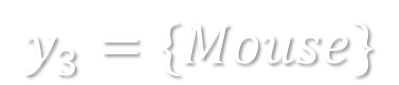 y₃ = {Mouse}